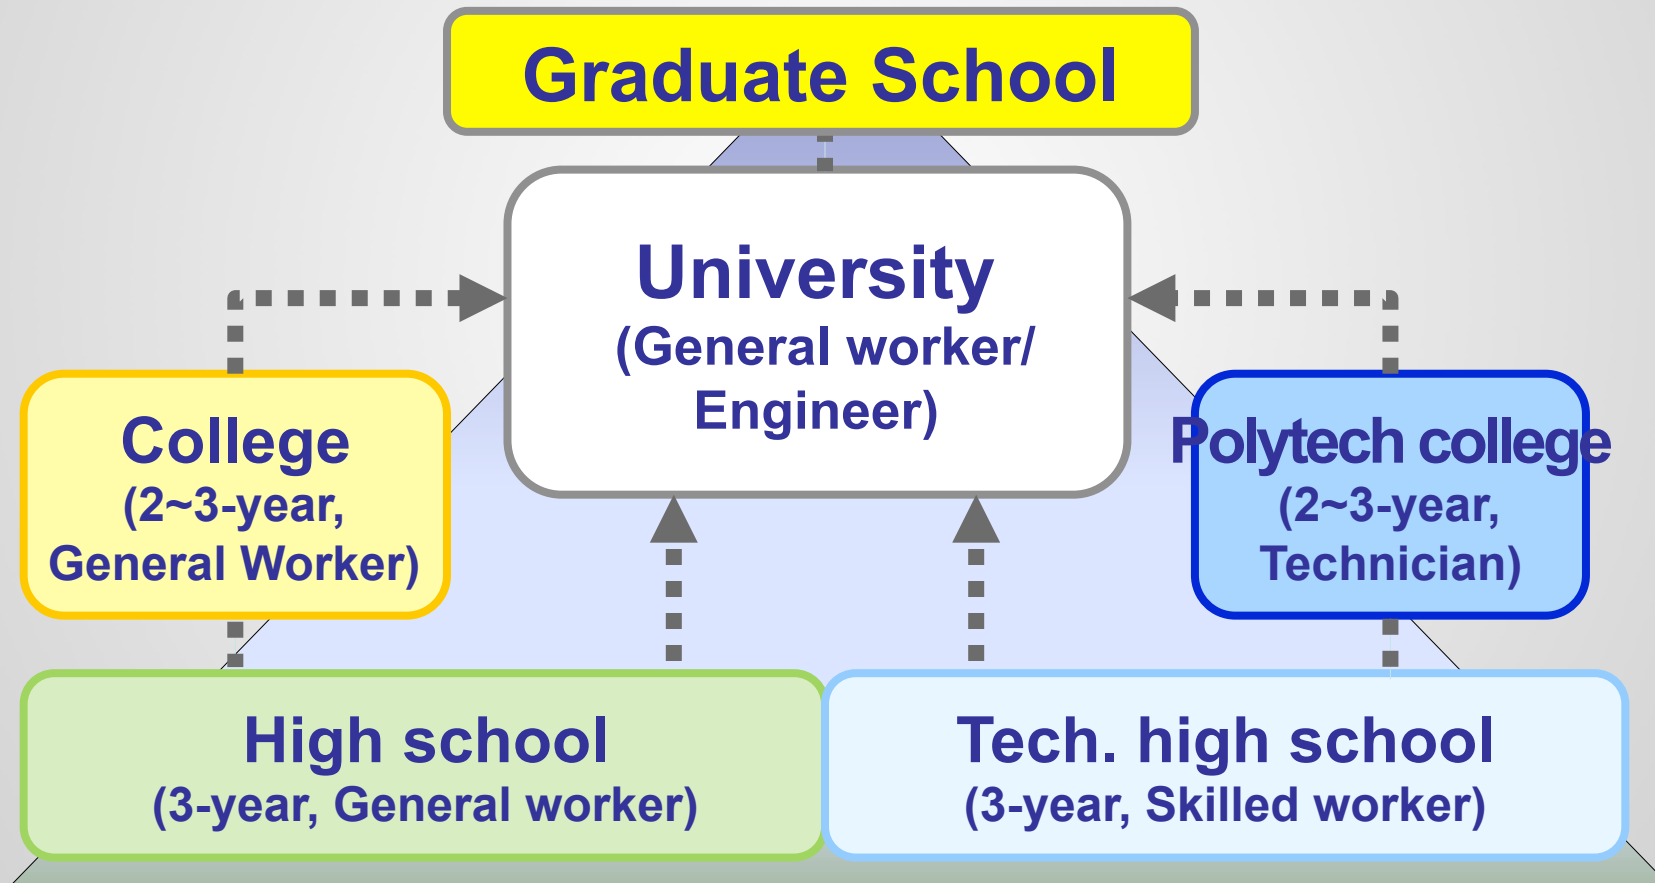 Graduate School
University
(General worker/
Engineer)
College
(2~3-year,
General Worker)
Polytech college
(2~3-year,
Technician)
High school
(3-year, General worker)
Tech. high school
(3-year, Skilled worker)